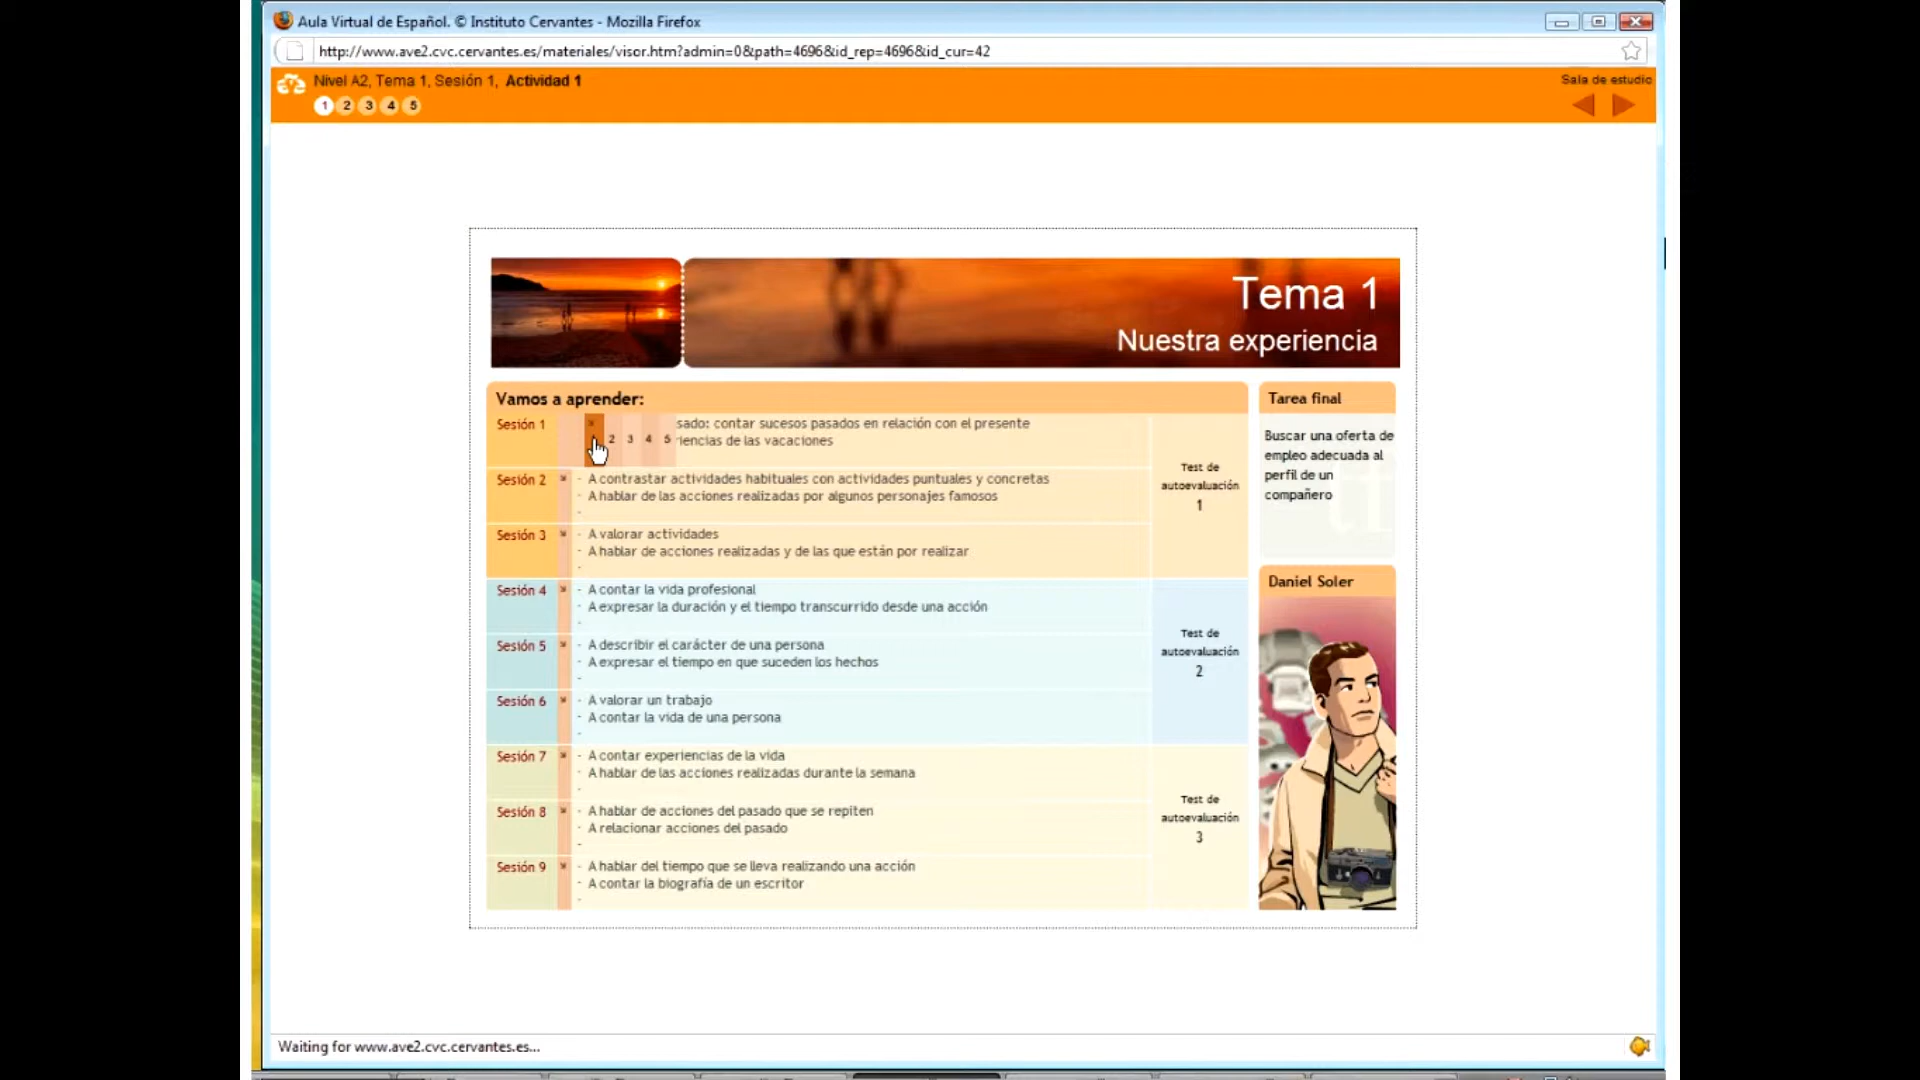 Aula Virtual de Español. © Instituto Cervantes - Mozilla Firefox
http://www.ave2.cvc.cervantes.es/materiales/visor.htm?admin=0&path=4696&id_rep=4696&id_cur=42
Nivel A2, Tema 1, Sesión 1, Actividad 1
Sala de estudio
1 2 3 4 5
Tema 1
Nuestra experiencia
Vamos a aprender:
Sesión 1
sado: contar sucesos pasados en relación con el presente
2 3 4 5
riencias de las vacaciones
Sesión 2
- A contrastar actividades habituales con actividades puntuales y concretas
- A hablar de las acciones realizadas por algunos personajes famosos
-
Sesión 3
- A valorar actividades
- A hablar de acciones realizadas y de las que están por realizar
-
Test de
autoevaluación
1
Sesión 4
- A contar la vida profesional
- A expresar la duración y el tiempo transcurrido desde una acción
-
Sesión 5
- A describir el carácter de una persona
- A expresar el tiempo en que suceden los hechos
-
Sesión 6
- A valorar un trabajo
- A contar la vida de una persona
-
Test de
autoevaluación
2
Sesión 7
- A contar experiencias de la vida
- A hablar de las acciones realizadas durante la semana
-
Sesión 8
- A hablar de acciones del pasado que se repiten
- A relacionar acciones del pasado
-
Sesión 9
- A hablar del tiempo que se lleva realizando una acción
- A contar la biografía de un escritor
-
Test de
autoevaluación
3
Tarea final
Buscar una oferta de
empleo adecuada al
perfil de un
compañero
Daniel Soler
Waiting for www.ave2.cvc.cervantes.es...